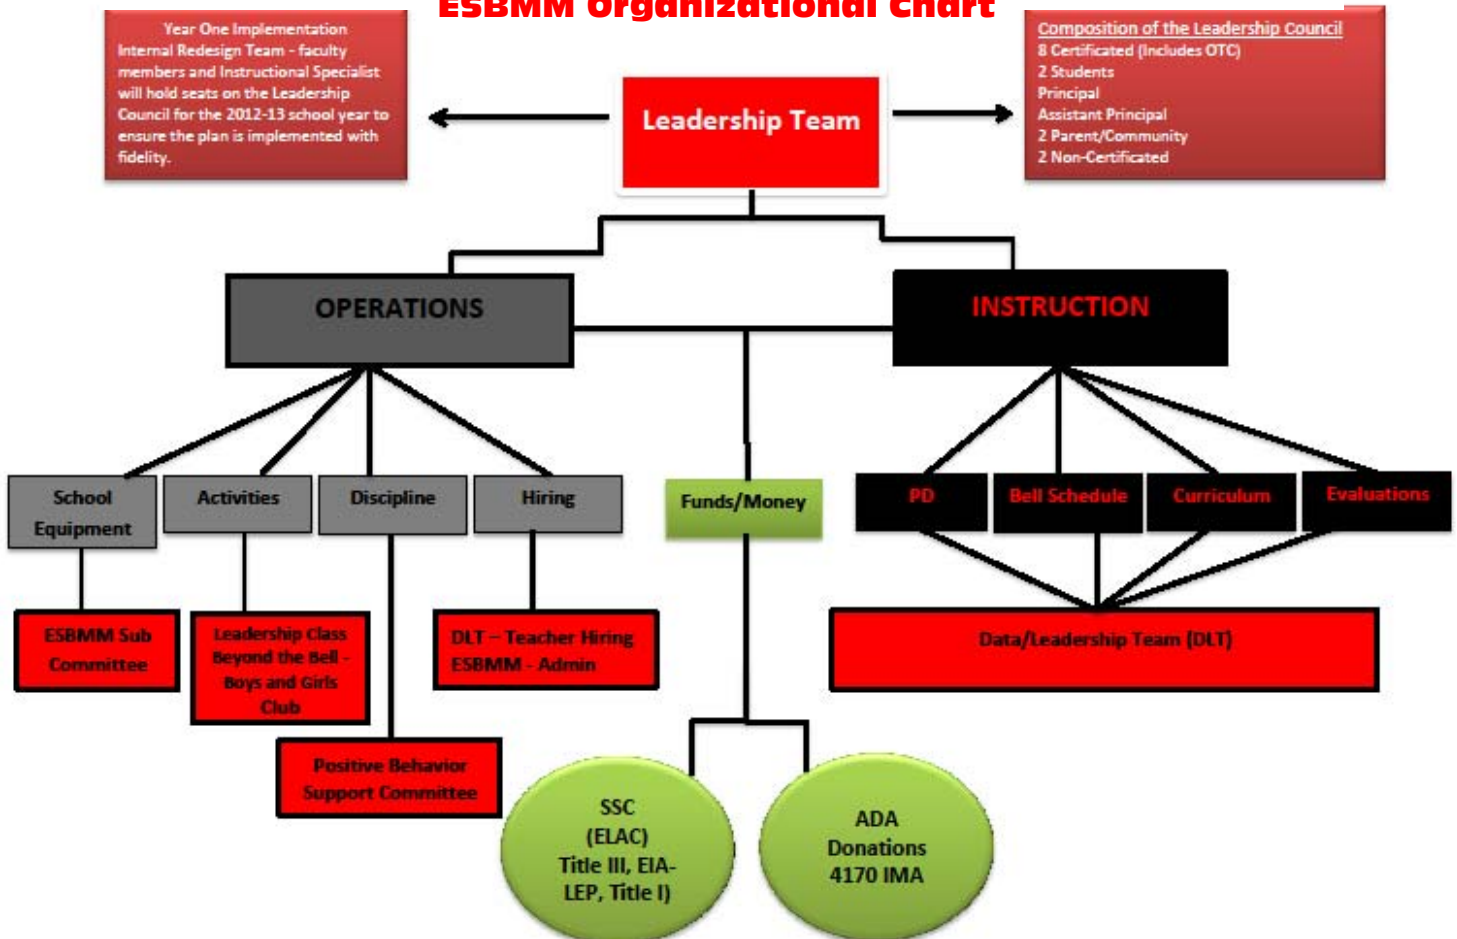 ESBMM Organizational Chart
Year One Implementation
Internal Redesign Team - faculty
members and Instructional Specialist
will hold seats on the Leadership
Council for the 2012-13 school year to
ensure the plan is implemented with
fidelity.
Leadership Team
Composition of the Leadership Council
8 Certificated (Includes OTC)
2 Students
Principal
Assistant Principal
2 Parent/Community
2 Non-Certificated
OPERATIONS
INSTRUCTION
School
Equipment
Activities
Discipline
Hiring
Funds/Money
PD
Bell Schedule
Curriculum
Evaluations
ESBMM Sub
Committee
Leadership Class
Beyond the Bell -
Boys and Girls
Club
DLT – Teacher Hiring
ESBMM - Admin
Data/Leadership Team (DLT)
Positive Behavior
Support Committee
SSC
(ELAC)
Title III, EIA-
LEP, Title I)
ADA
Donations
4170 IMA